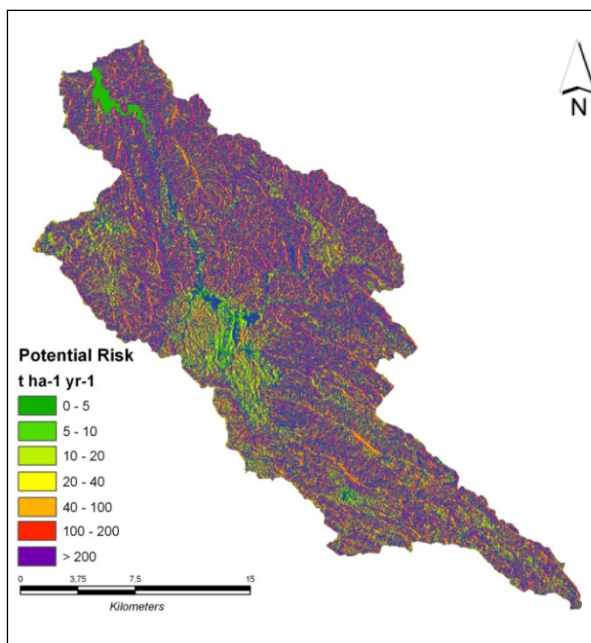 N
Potential Risk
t ha-1 yr-1
0 - 5
5 - 10
10 - 20
20 - 40
40 - 100
100 - 200
> 200
0 3,75 7,5 15
Kilometers